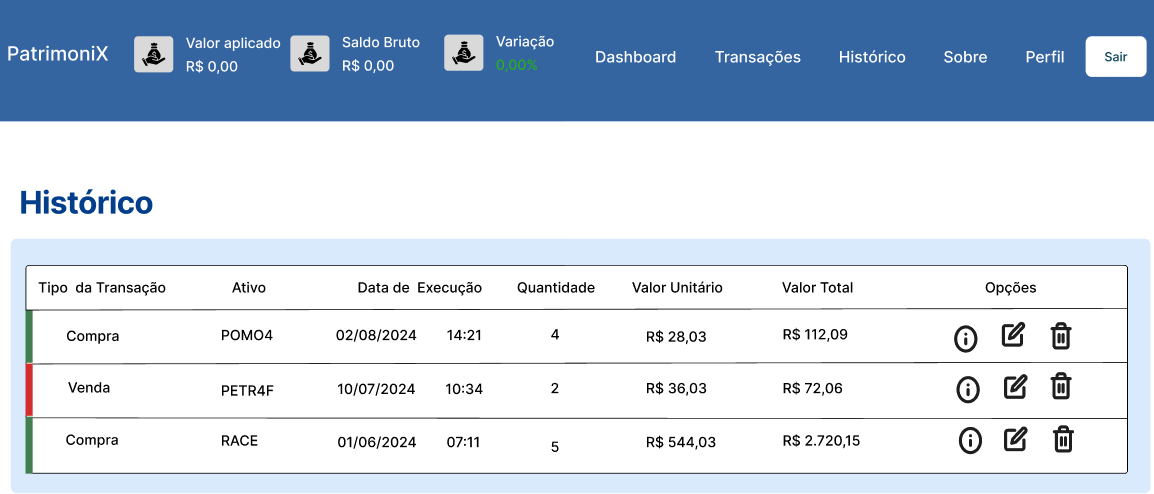 PatrimoniX
Valor aplicado
R$ 0,00
Saldo Bruto
R$ 0,00
Variação
0,00%
Dashboard Transações Histórico Sobre Perfil Sair
Histórico
Tipo da Transação Ativo Data de Execução Quantidade Valor Unitário Valor Total Opções
Compra POMO4 02/08/2024 14:21 4 R$ 28,03 R$ 112,09
Venda PETR4F 10/07/2024 10:34 2 R$ 36,03 R$ 72,06
Compra RACE 01/06/2024 07:11 5 R$ 544,03 R$ 2.720,15